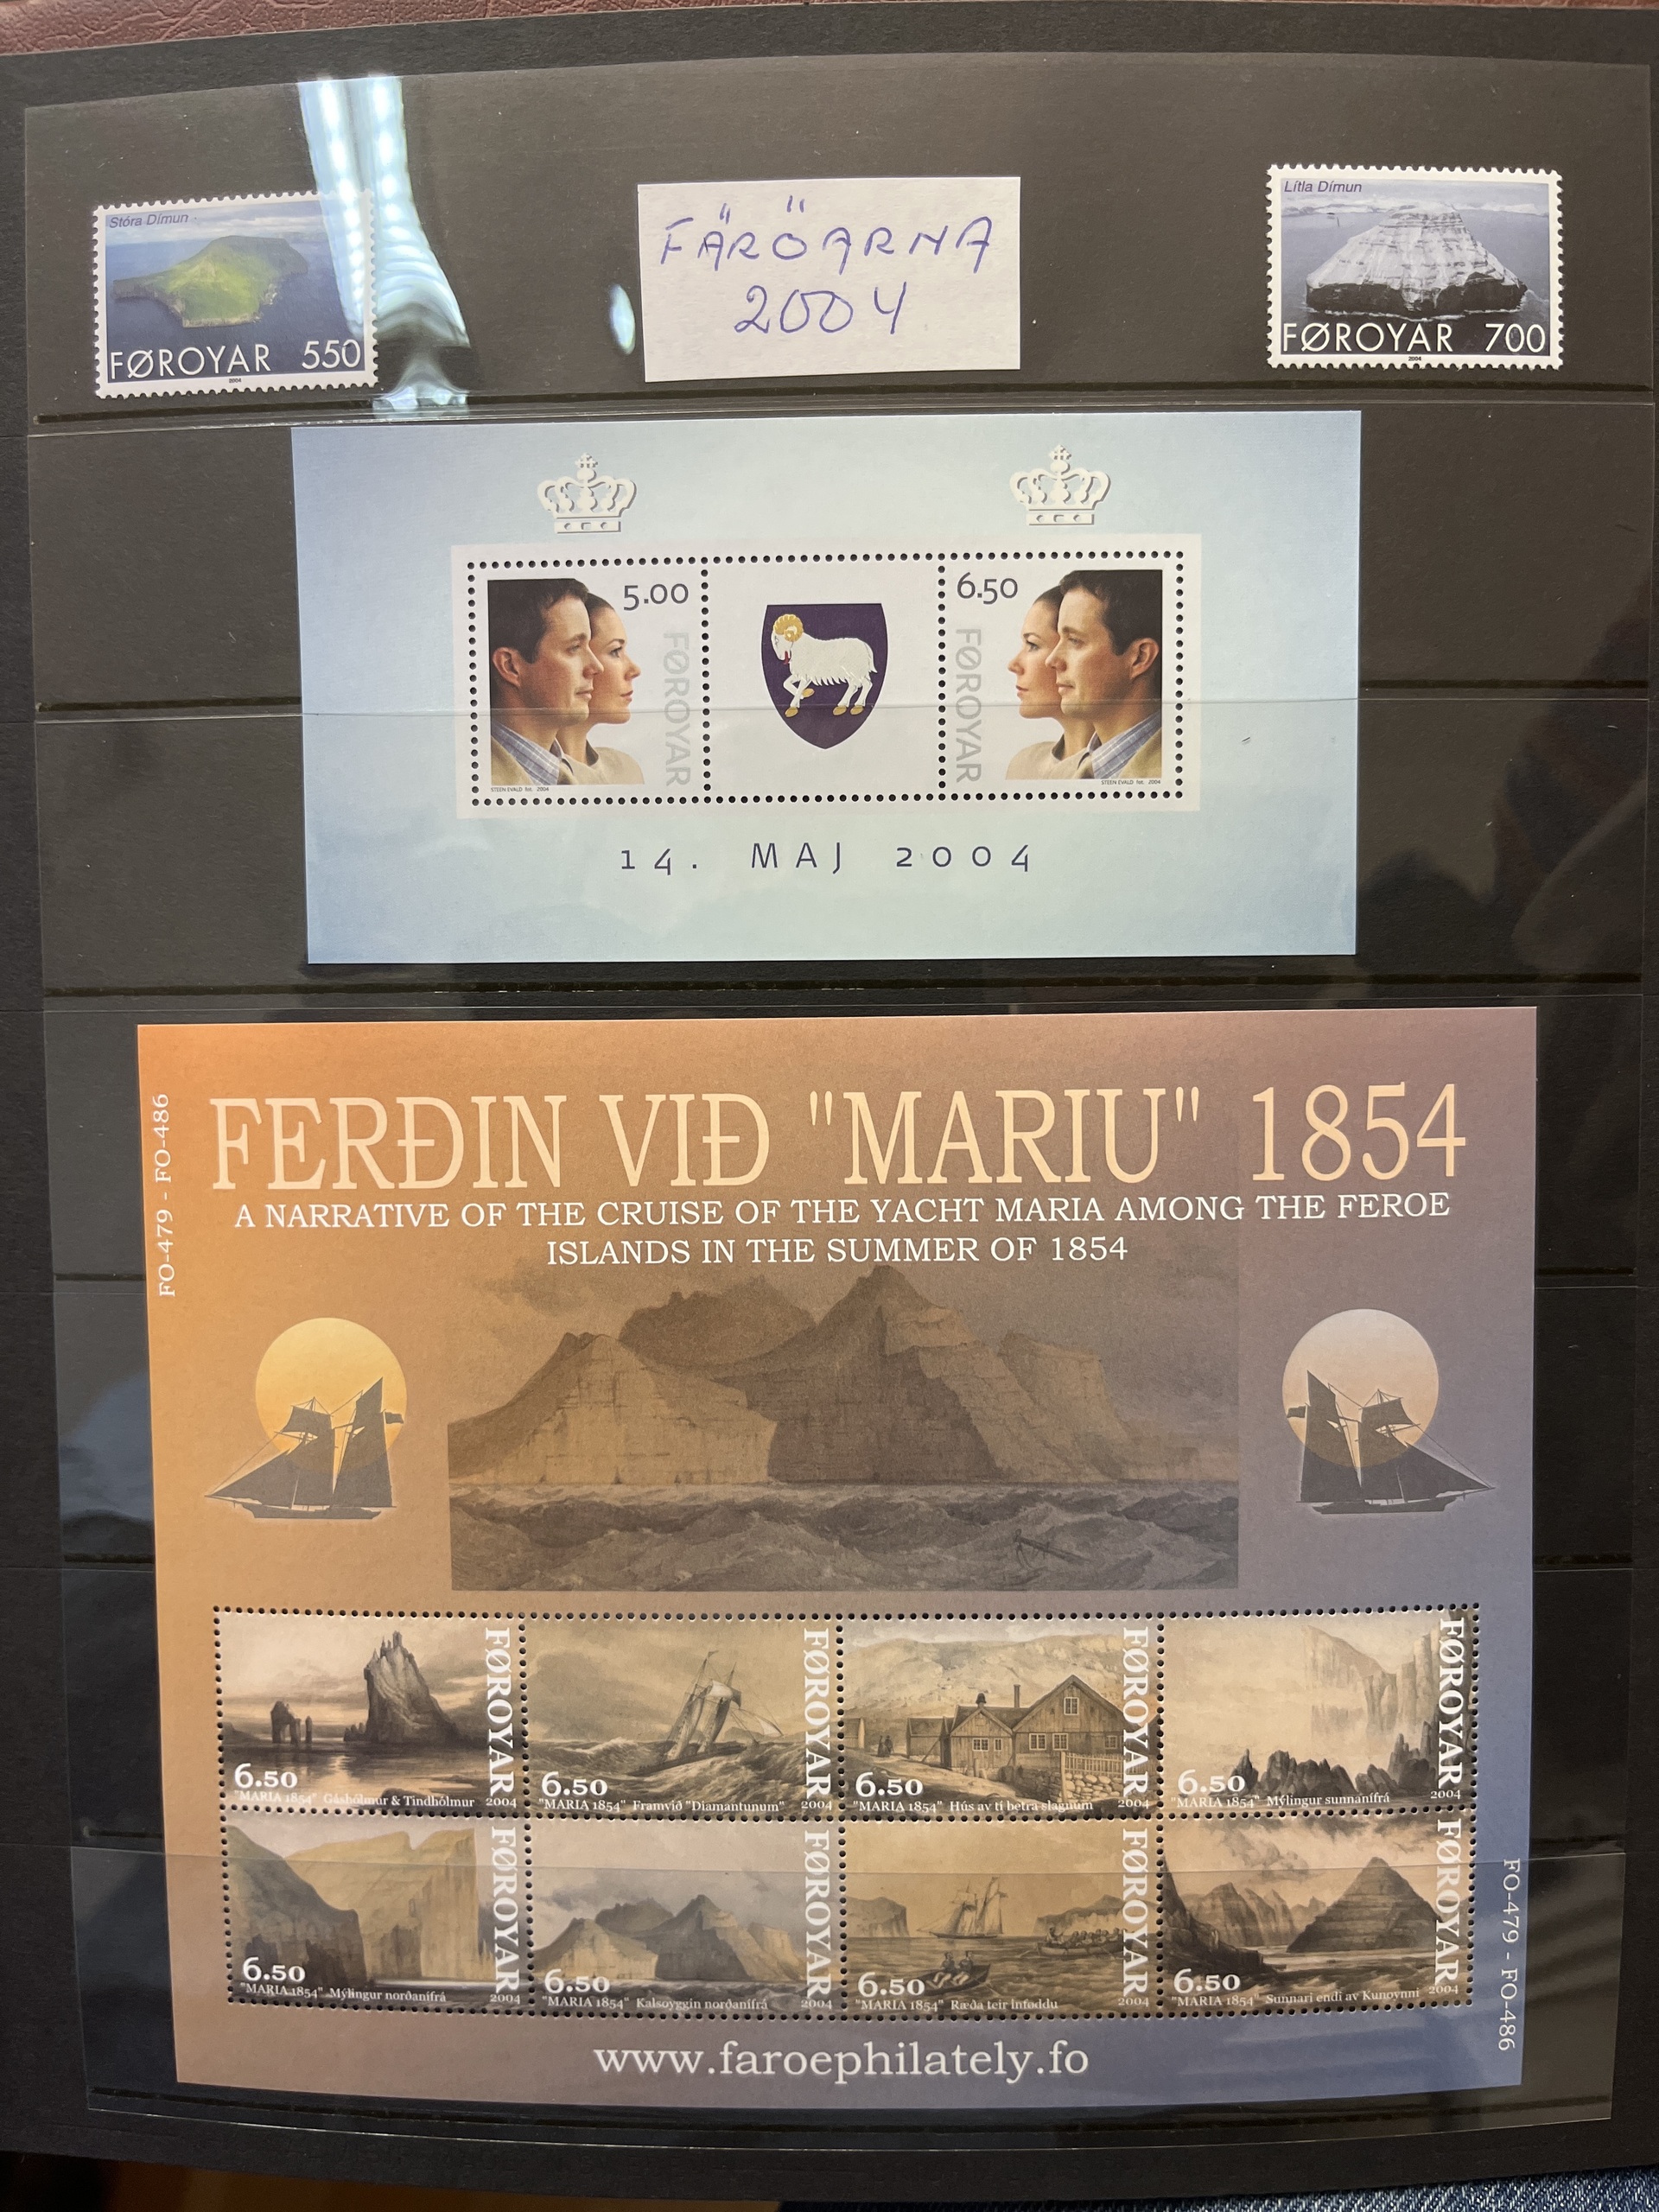 Stóra Dímun
FØROYAR 550
2004
FÄRÖARNA
2004
Lítla Dímun
FØROYAR 700
2004
5.00
FØROYAR
STEEN EVALD fot. 2004
6.50
FØROYAR
STEEN EVALD fot. 2004
14. MAJ 2004
FO-479 - FO-486
FERÐIN VIÐ "MARIU" 1854
A NARRATIVE OF THE CRUISE OF THE YACHT MARIA AMONG THE FEROE
ISLANDS IN THE SUMMER OF 1854
FØROYAR
6.50
"MARIA 1854" Gáshólmur & Tindhólmur 2004
FØROYAR
6.50
"MARIA 1854" Framvið "Diamantunum" 2004
FØROYAR
6.50
"MARIA 1854" Hús av tí betra slagnum 2004
FØROYAR
6.50
"MARIA 1854" Mýlingur sunnanífrá 2004
FØROYAR
6.50
"MARIA 1854" Mýlingur norðanífrá 2004
FØROYAR
6.50
"MARIA 1854" Kalsoyggin norðanífrá 2004
FØROYAR
6.50
"MARIA 1854" Ræða teir ímóddu 2004
FØROYAR
6.50
"MARIA 1854" Sunnari endi av Kunoynni 2004
FO-479 - FO-486
www.faroephilately.fo